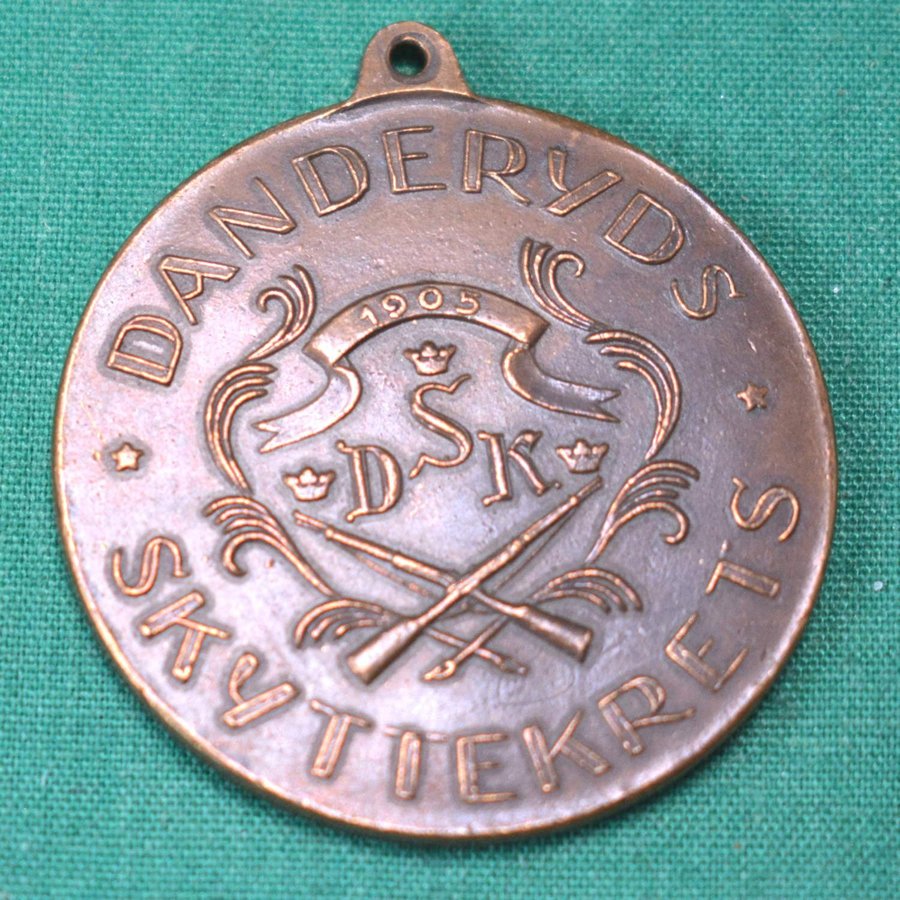 DANDERYDS
1905
DSK
SKYTTEKRETS